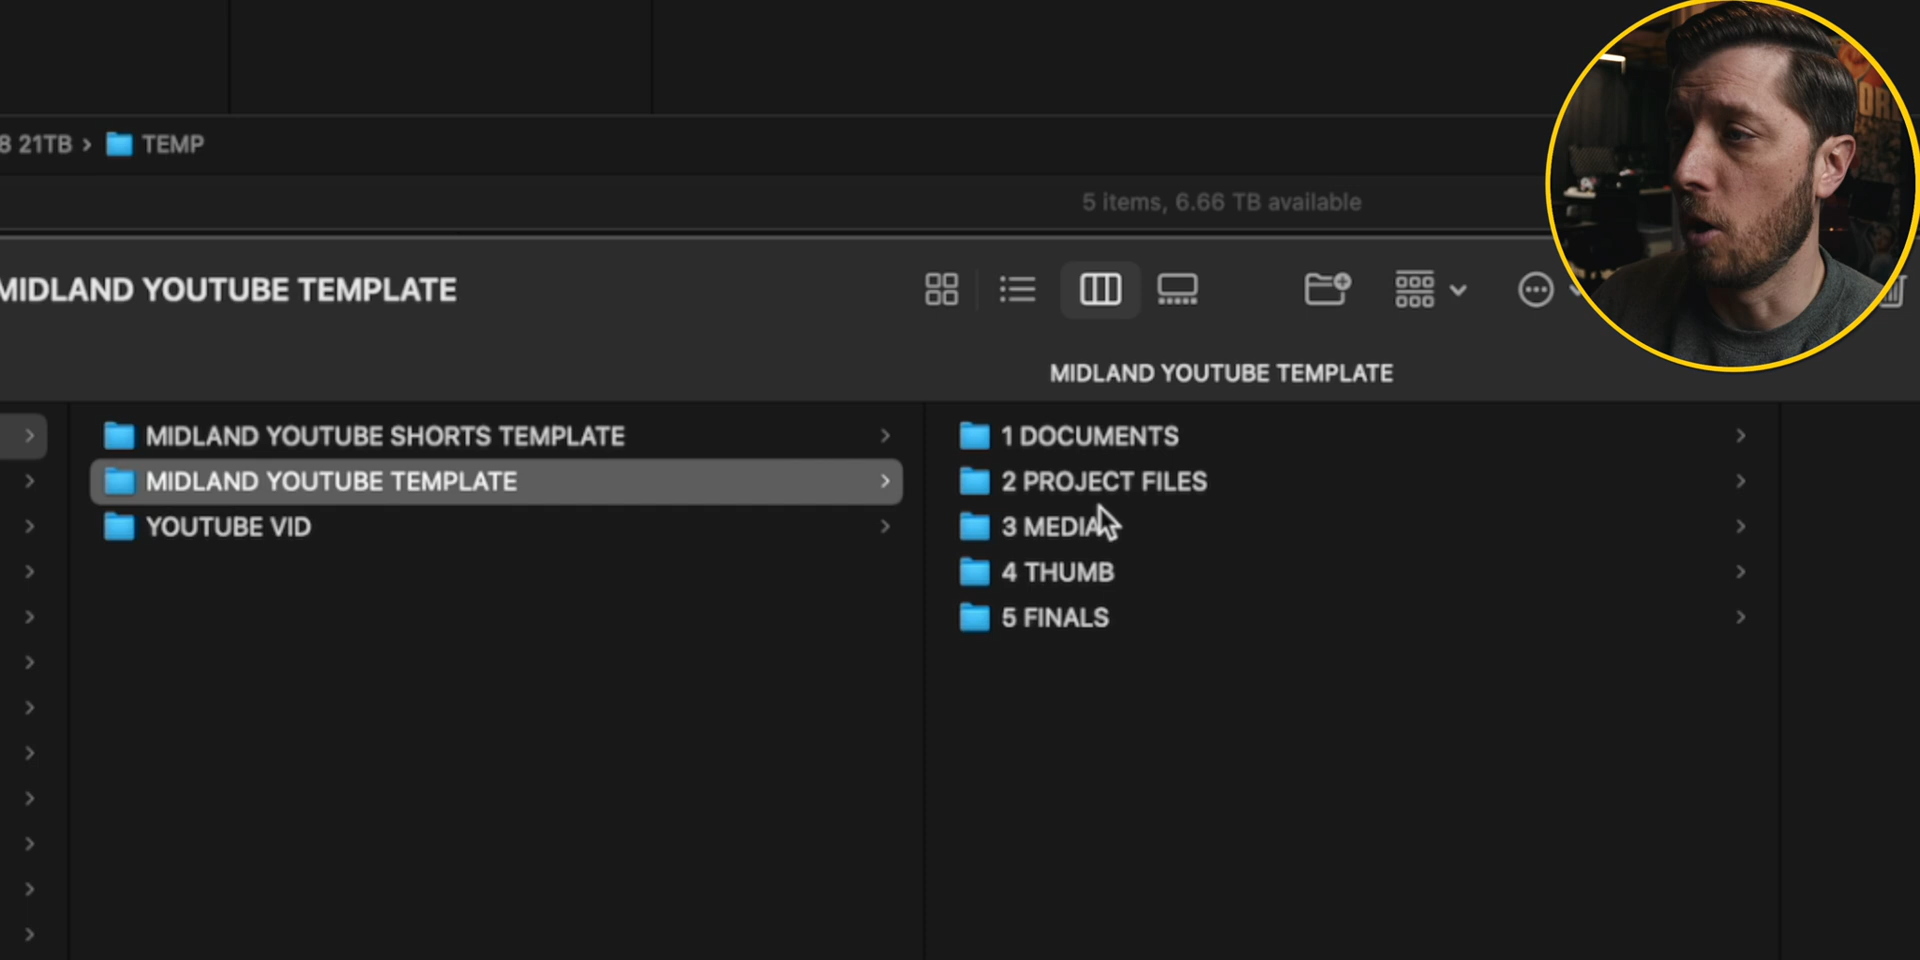 8 21TB › TEMP
5 items, 6.66 TB available
MIDLAND YOUTUBE TEMPLATE
MIDLAND YOUTUBE TEMPLATE
MIDLAND YOUTUBE SHORTS TEMPLATE
MIDLAND YOUTUBE TEMPLATE
YOUTUBE VID
1 DOCUMENTS
2 PROJECT FILES
3 MEDIA
4 THUMB
5 FINALS